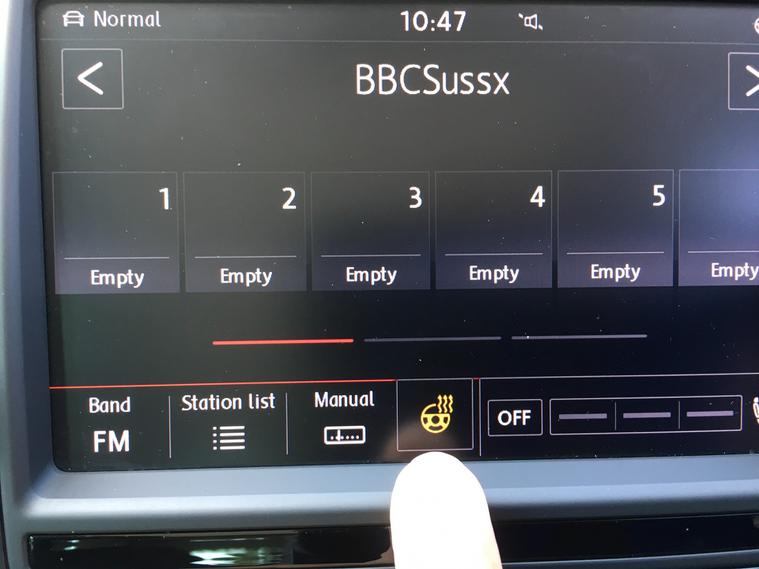 Normal 10:47
BBCSussx
1 2 3 4 5
Empty Empty Empty Empty Empty Empty
Band Station list Manual
FM OFF